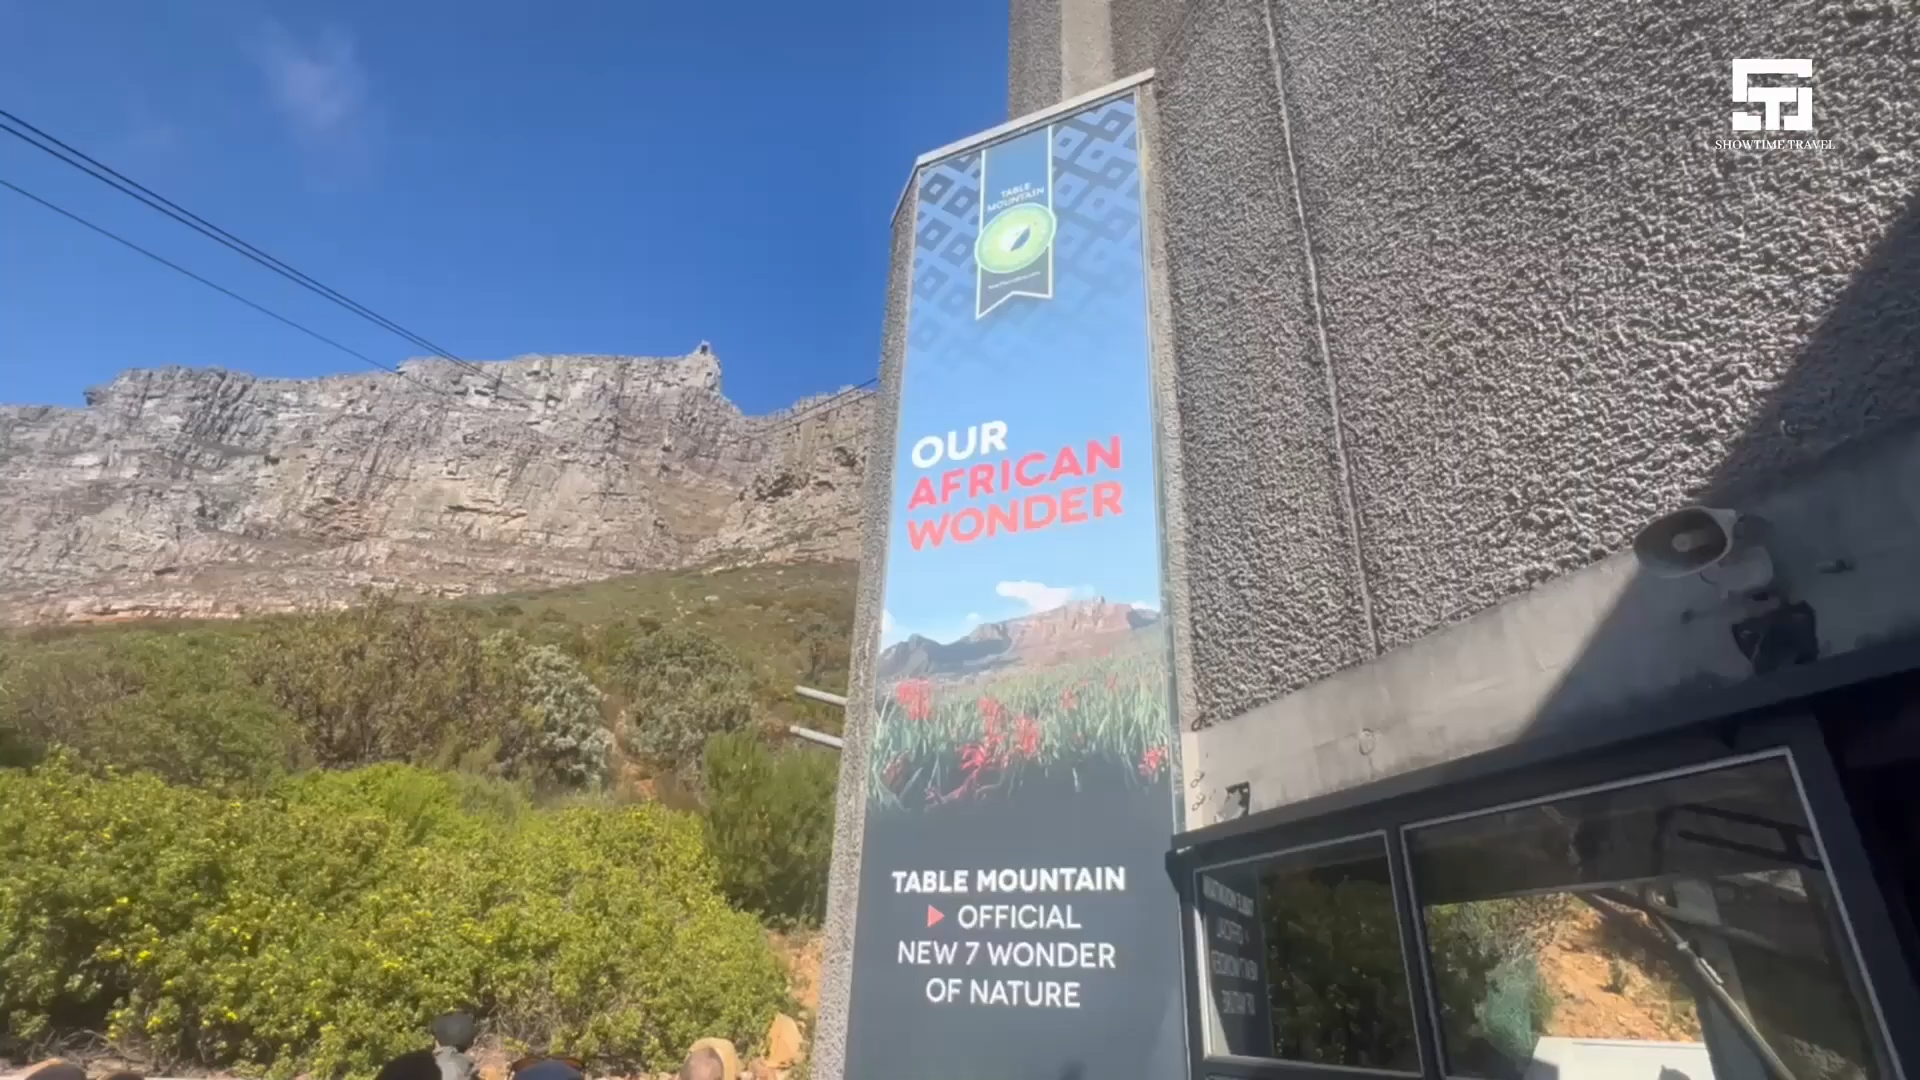 SHOWTIME TRAVEL
TABLE
MOUNTAIN
OUR
AFRICAN
WONDER
TABLE MOUNTAIN
OFFICIAL
NEW 7 WONDER
OF NATURE